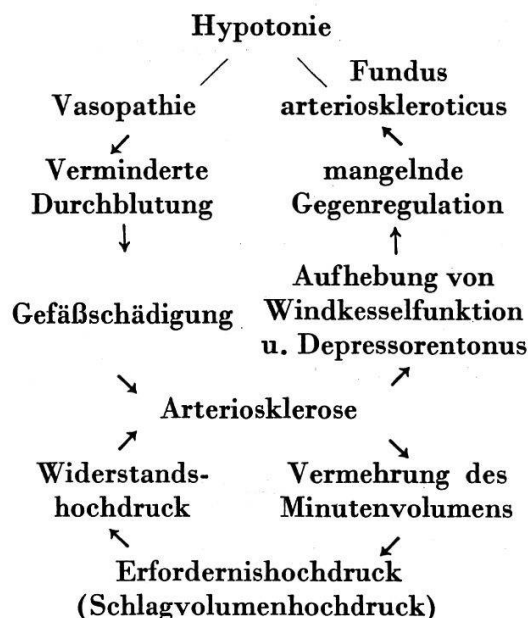 Hypotonie
Fundus
Vasopathie arterioskleroticus
Verminderte mangelnde
Durchblutung Gegenregulation
Aufhebung von
Gefäßschädigung Windkesselfunktion
u. Depressorentonus
Arteriosklerose
Widerstands- Vermehrung des
hochdruck Minutenvolumens
Erfordernishochdruck
(Schlagvolumenhochdruck)